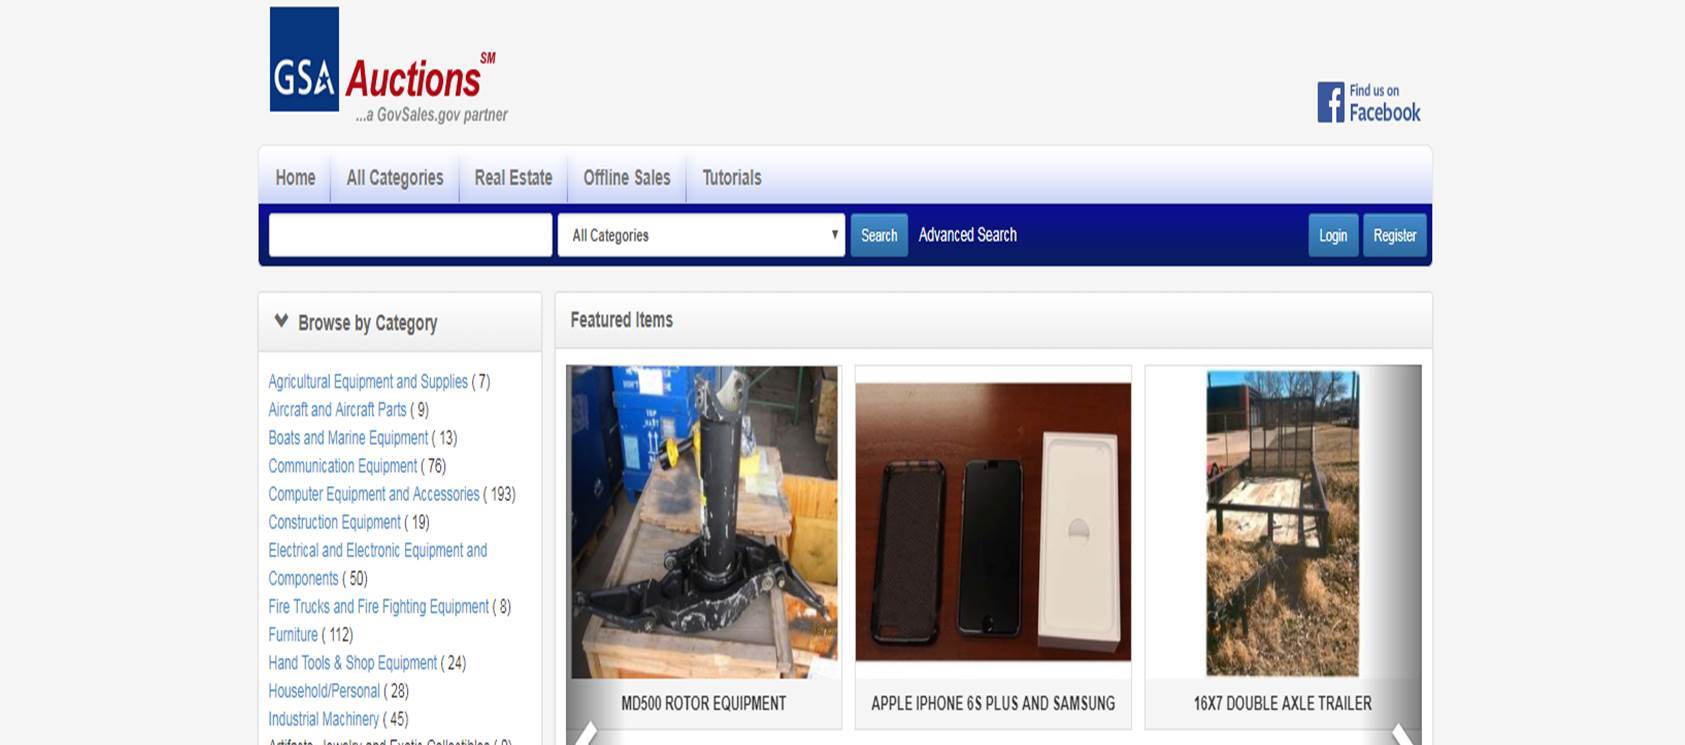 GSA Auctions SM
...a GovSales.gov partner
Find us on
Facebook
Home
All Categories
Real Estate
Offline Sales
Tutorials
All Categories
Search
Advanced Search
Login
Register
Browse by Category
Agricultural Equipment and Supplies ( 7)
Aircraft and Aircraft Parts ( 9)
Boats and Marine Equipment ( 13)
Communication Equipment ( 76)
Computer Equipment and Accessories ( 193)
Construction Equipment ( 19)
Electrical and Electronic Equipment and
Components ( 50)
Fire Trucks and Fire Fighting Equipment ( 8)
Furniture ( 112)
Hand Tools & Shop Equipment ( 24)
Household/Personal ( 28)
Industrial Machinery ( 45)
Featured Items
MD500 ROTOR EQUIPMENT
APPLE IPHONE 6S PLUS AND SAMSUNG
16X7 DOUBLE AXLE TRAILER